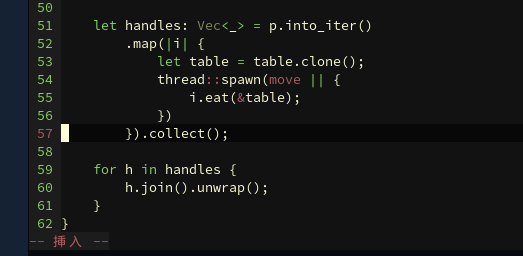 50
51     let handles: Vec<_> = p.into_iter()
52         .map(|i| {
53             let table = table.clone();
54             thread::spawn(move || {
55                 i.eat(&table);
56             })
57         }).collect();
58
59     for h in handles {
60         h.join().unwrap();
61     }
62 }
-- 挿入 --